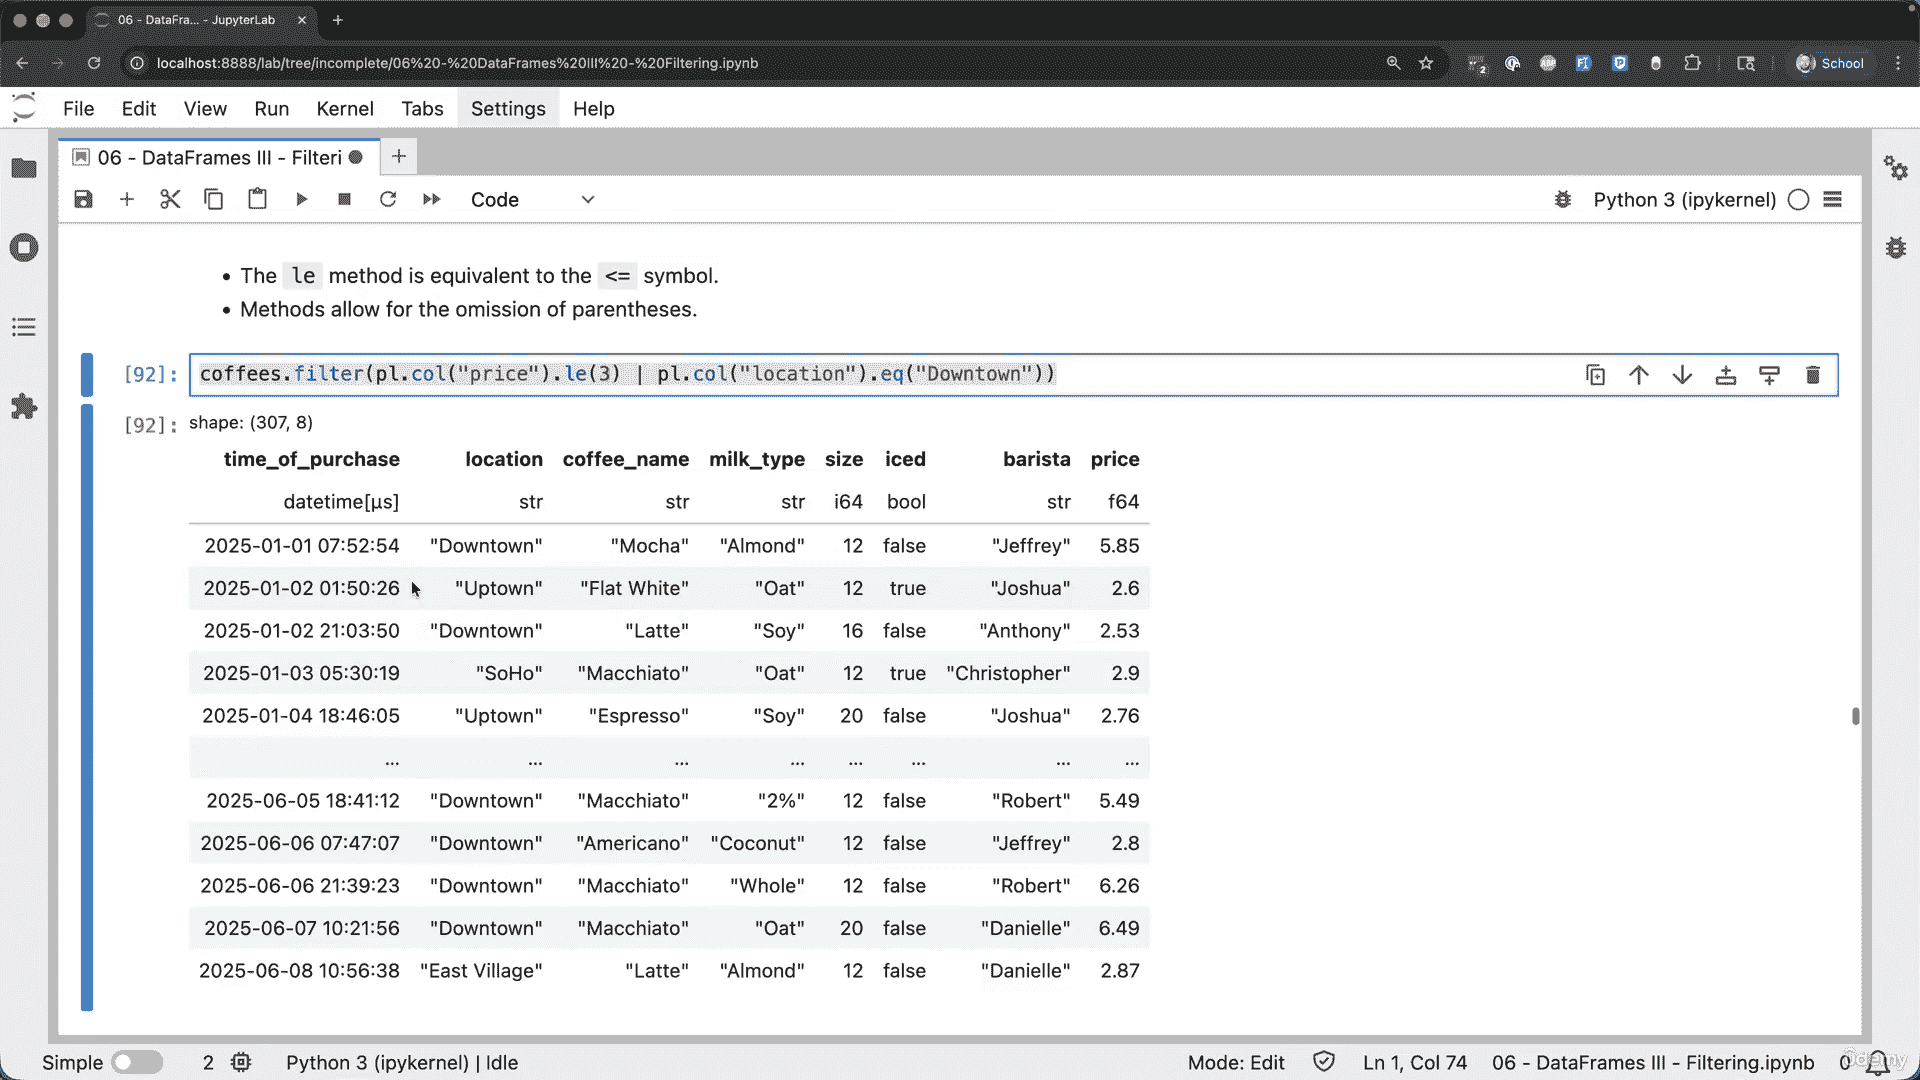 06 - DataFra... - JupyterLab
localhost:8888/lab/tree/incomplete/06%20-%20DataFrames%20III%20-%20Filtering.ipynb
2
ABP
School
File Edit View Run Kernel Tabs Settings Help
06 - DataFrames III - Filteri
Code
Python 3 (ipykernel)
• The le method is equivalent to the <= symbol.
• Methods allow for the omission of parentheses.
[92]: coffees.filter(pl.col("price").le(3) | pl.col("location").eq("Downtown"))
[92]: shape: (307, 8)
time_of_purchase location coffee_name milk_type size iced barista price
datetime[μs] str str str i64 bool str f64
2025-01-01 07:52:54 "Downtown" "Mocha" "Almond" 12 false "Jeffrey" 5.85
2025-01-02 01:50:26 "Uptown" "Flat White" "Oat" 12 true "Joshua" 2.6
2025-01-02 21:03:50 "Downtown" "Latte" "Soy" 16 false "Anthony" 2.53
2025-01-03 05:30:19 "SoHo" "Macchiato" "Oat" 12 true "Christopher" 2.9
2025-01-04 18:46:05 "Uptown" "Espresso" "Soy" 20 false "Joshua" 2.76
... ... ... ... ... ... ... ...
2025-06-05 18:41:12 "Downtown" "Macchiato" "2%" 12 false "Robert" 5.49
2025-06-06 07:47:07 "Downtown" "Americano" "Coconut" 12 false "Jeffrey" 2.8
2025-06-06 21:39:23 "Downtown" "Macchiato" "Whole" 12 false "Robert" 6.26
2025-06-07 10:21:56 "Downtown" "Macchiato" "Oat" 20 false "Danielle" 6.49
2025-06-08 10:56:38 "East Village" "Latte" "Almond" 12 false "Danielle" 2.87
Simple 2 Python 3 (ipykernel) | Idle Mode: Edit Ln 1, Col 74 06 - DataFrames III - Filtering.ipynb 0
udemy